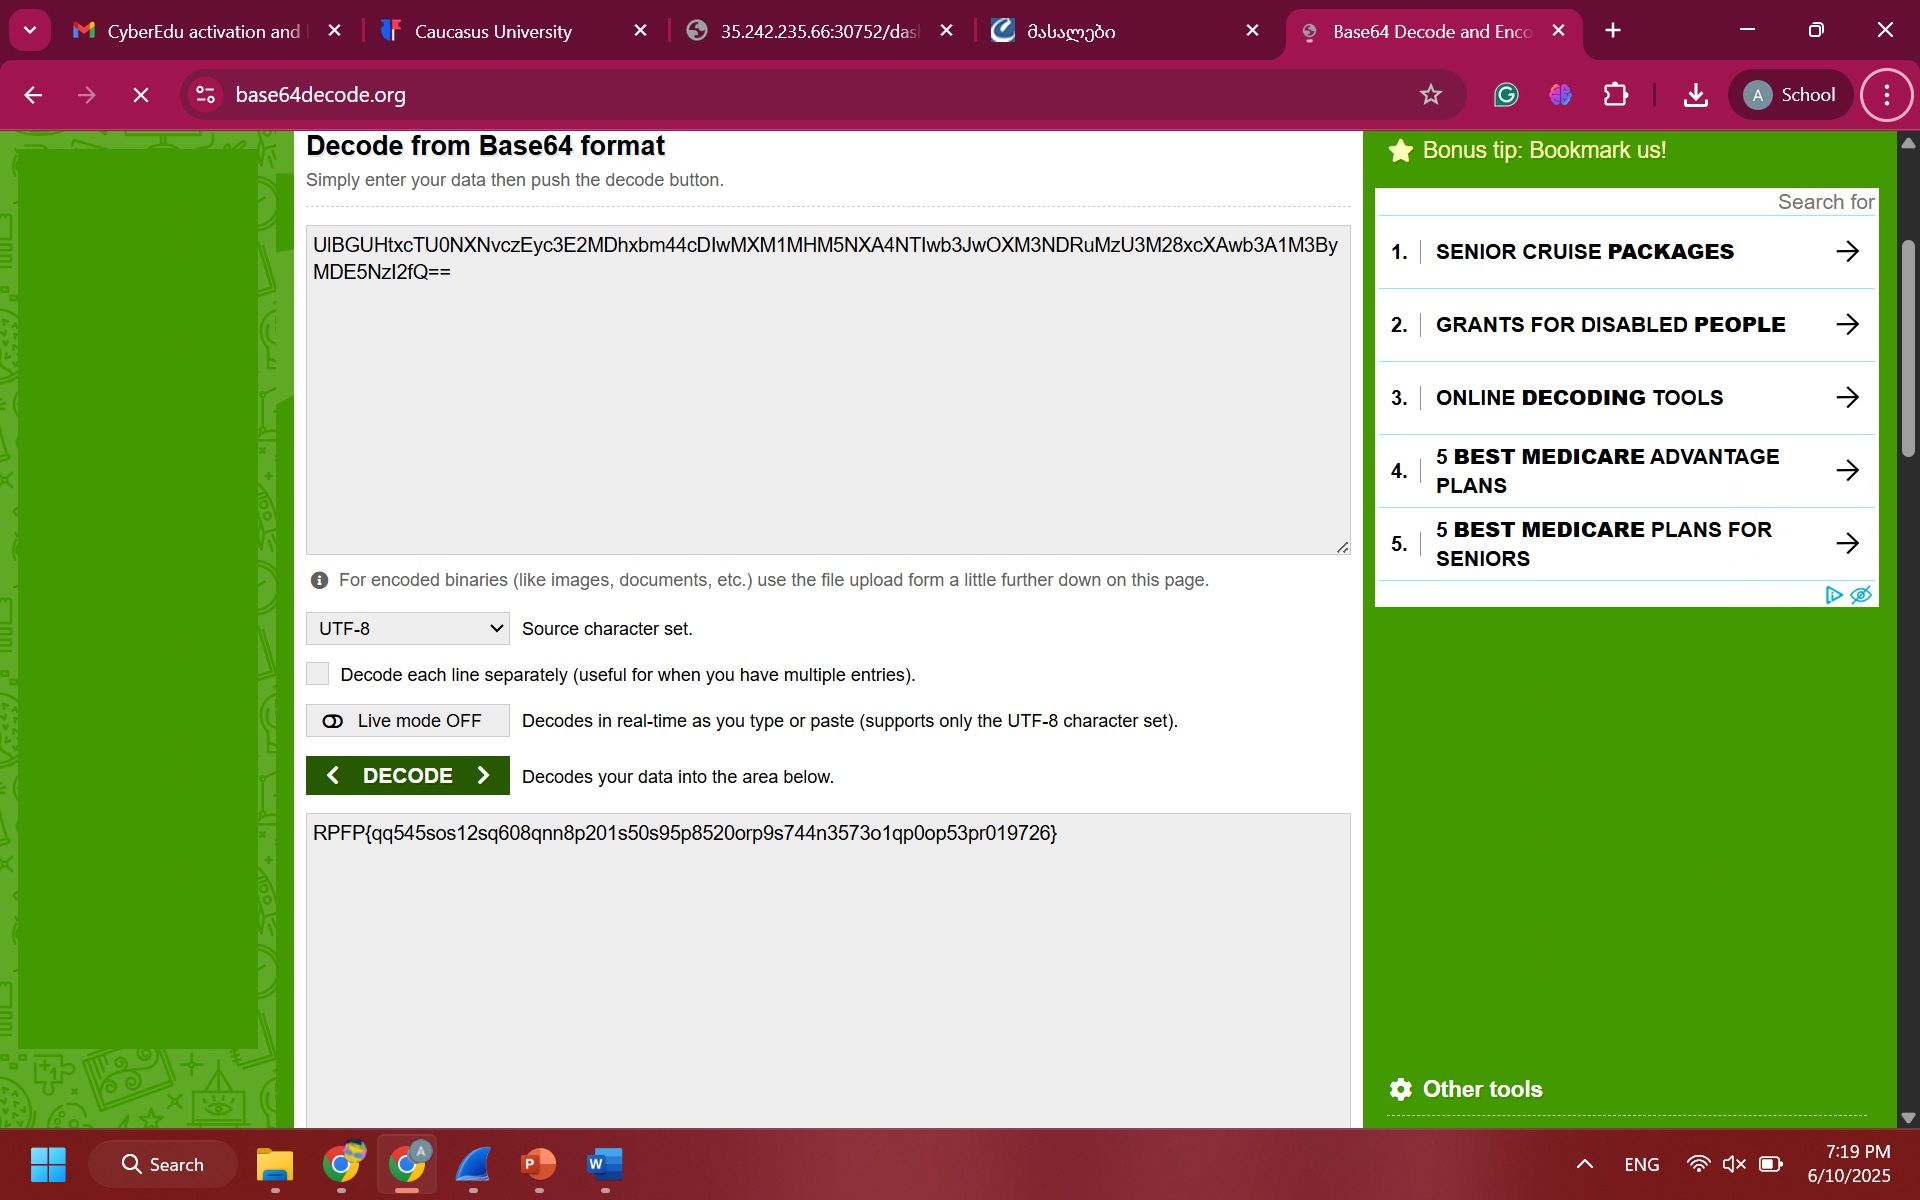 CyberEdu activation and
Caucasus University
35.242.235.66:30752/das
მასალები
Base64 Decode and Enco
base64decode.org
A School
Decode from Base64 format
Simply enter your data then push the decode button.
UlBGUHtxcTU0NXNvczEyc3E2MDhxbm44cDIwMXM1MHM5NXA4NTIwb3JwOXM3NDRuMzU3M28xcXAwb3A1M3By
MDE5NzI2fQ==
For encoded binaries (like images, documents, etc.) use the file upload form a little further down on this page.
UTF-8 Source character set.
Decode each line separately (useful for when you have multiple entries).
Live mode OFF Decodes in real-time as you type or paste (supports only the UTF-8 character set).
DECODE Decodes your data into the area below.
RPFP{qq545sos12sq608qnn8p201s50s95p8520orp9s744n3573o1qp0op53pr019726}
Bonus tip: Bookmark us!
Search for
1. SENIOR CRUISE PACKAGES
2. GRANTS FOR DISABLED PEOPLE
3. ONLINE DECODING TOOLS
4. 5 BEST MEDICARE ADVANTAGE
PLANS
5. 5 BEST MEDICARE PLANS FOR
SENIORS
Other tools
Search
A
P
W
ENG
7:19 PM
6/10/2025